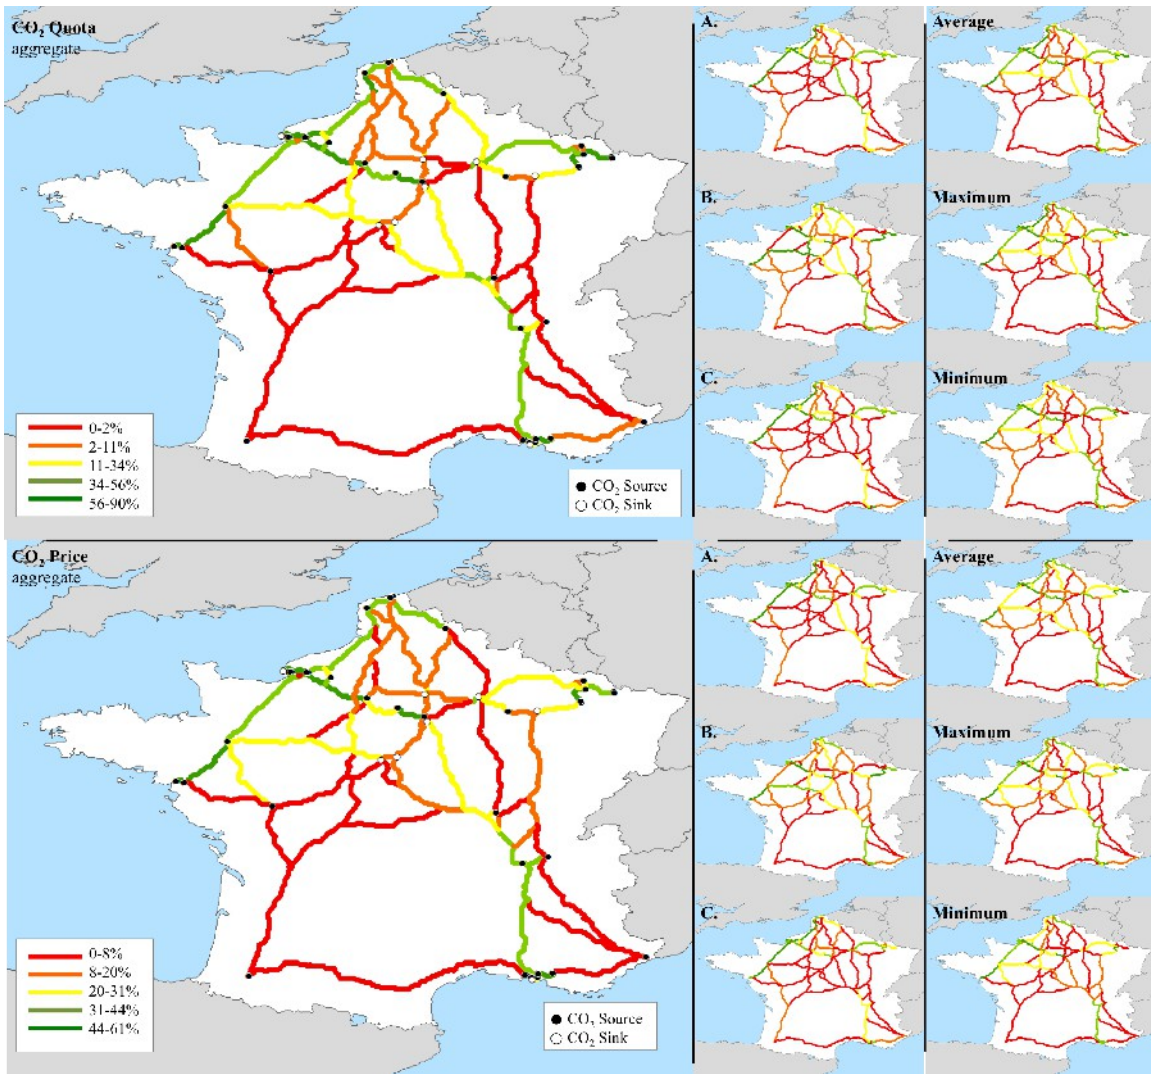 CO₂ Quota
aggregate
0-2%
2-11%
11-34%
34-56%
56-90%
CO₂ Source
CO₂ Sink
A.
Average
B.
Maximum
C.
Minimum
CO₂ Price
aggregate
0-8%
8-20%
20-31%
31-44%
44-61%
CO₂ Source
CO₂ Sink
A.
Average
B.
Maximum
C.
Minimum